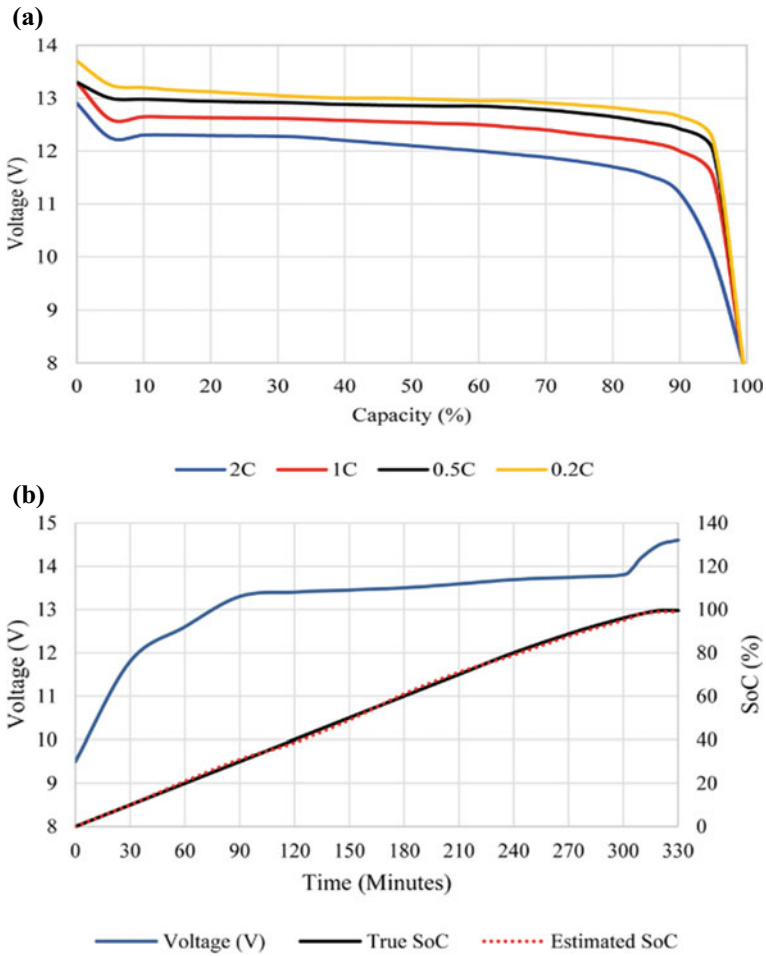 (a)
14
13
12
11
10
9
8
Voltage (V)
0 10 20 30 40 50 60 70 80 90 100
Capacity (%)
2C 1C 0.5C 0.2C
(b)
15
14
13
12
11
10
9
8
Voltage (V)
140
120
100
80
60
40
20
0
SoC (%)
0 30 60 90 120 150 180 210 240 270 300 330
Time (Minutes)
Voltage (V) True SoC Estimated SoC